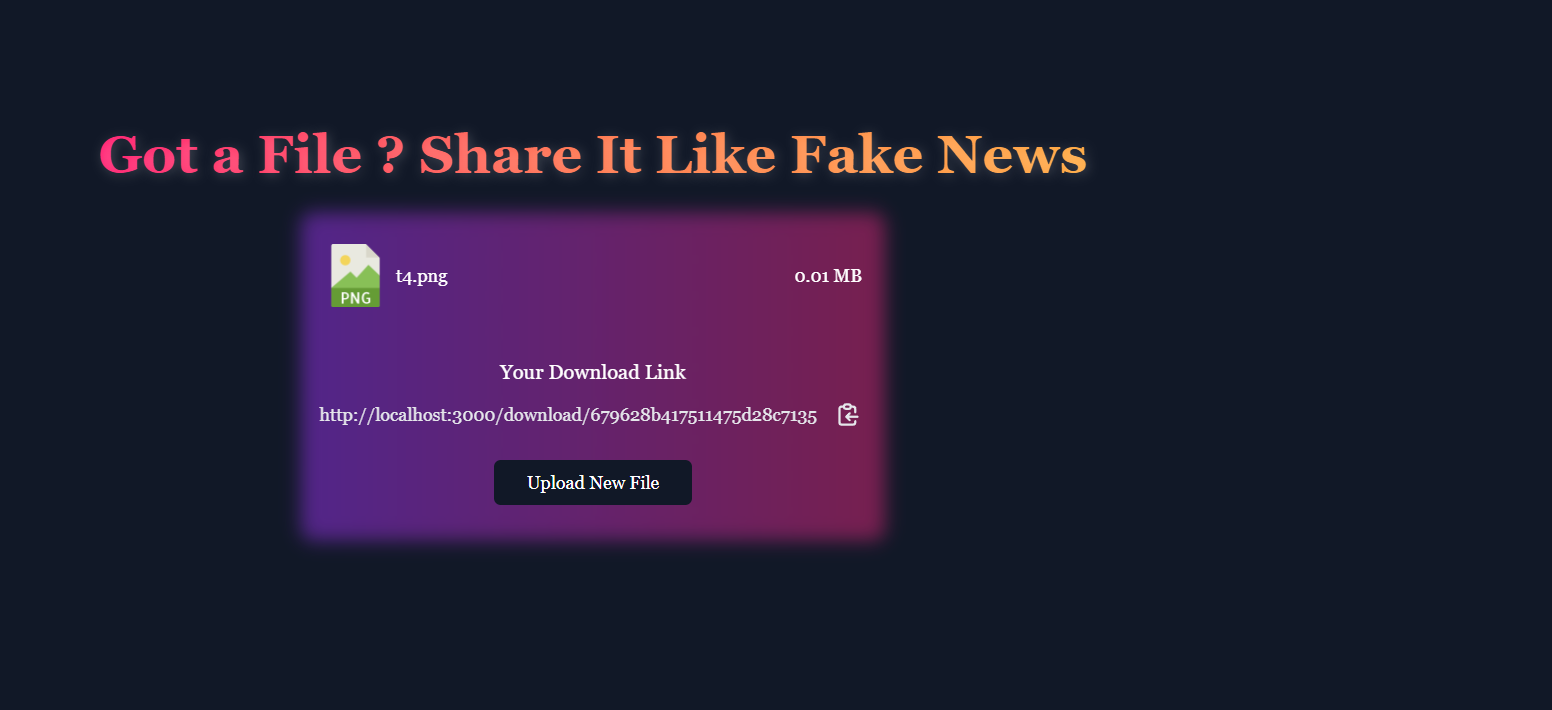 Got a File ? Share It Like Fake News
t4.png
0.01 MB
PNG
Your Download Link
http://localhost:3000/download/679628b417511475d28c7135
Upload New File